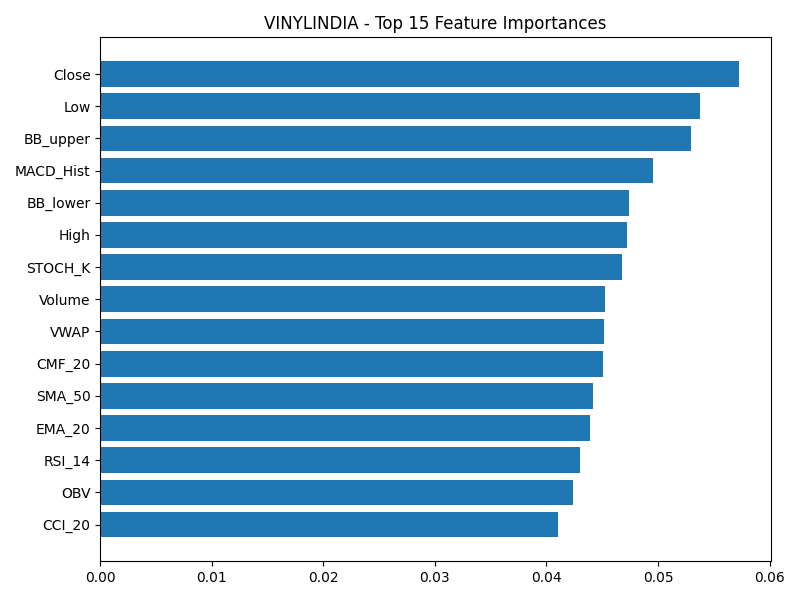 VINYLINDIA - Top 15 Feature Importances
Close
Low
BB_upper
MACD_Hist
BB_lower
High
STOCH_K
Volume
VWAP
CMF_20
SMA_50
EMA_20
RSI_14
OBV
CCI_20
0.00 0.01 0.02 0.03 0.04 0.05 0.06